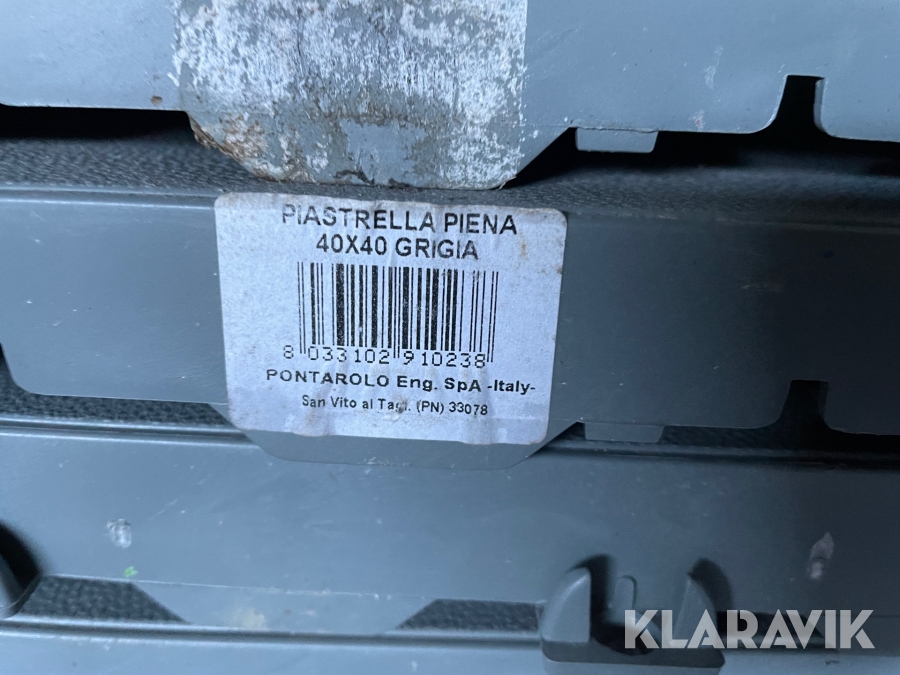 PIASTRELLA PIENA
40X40 GRIGIA
8 033102 910238
PONTAROLO Eng. SpA -Italy-
San Vito al Tagl. (PN) 33078
KLARAVIK